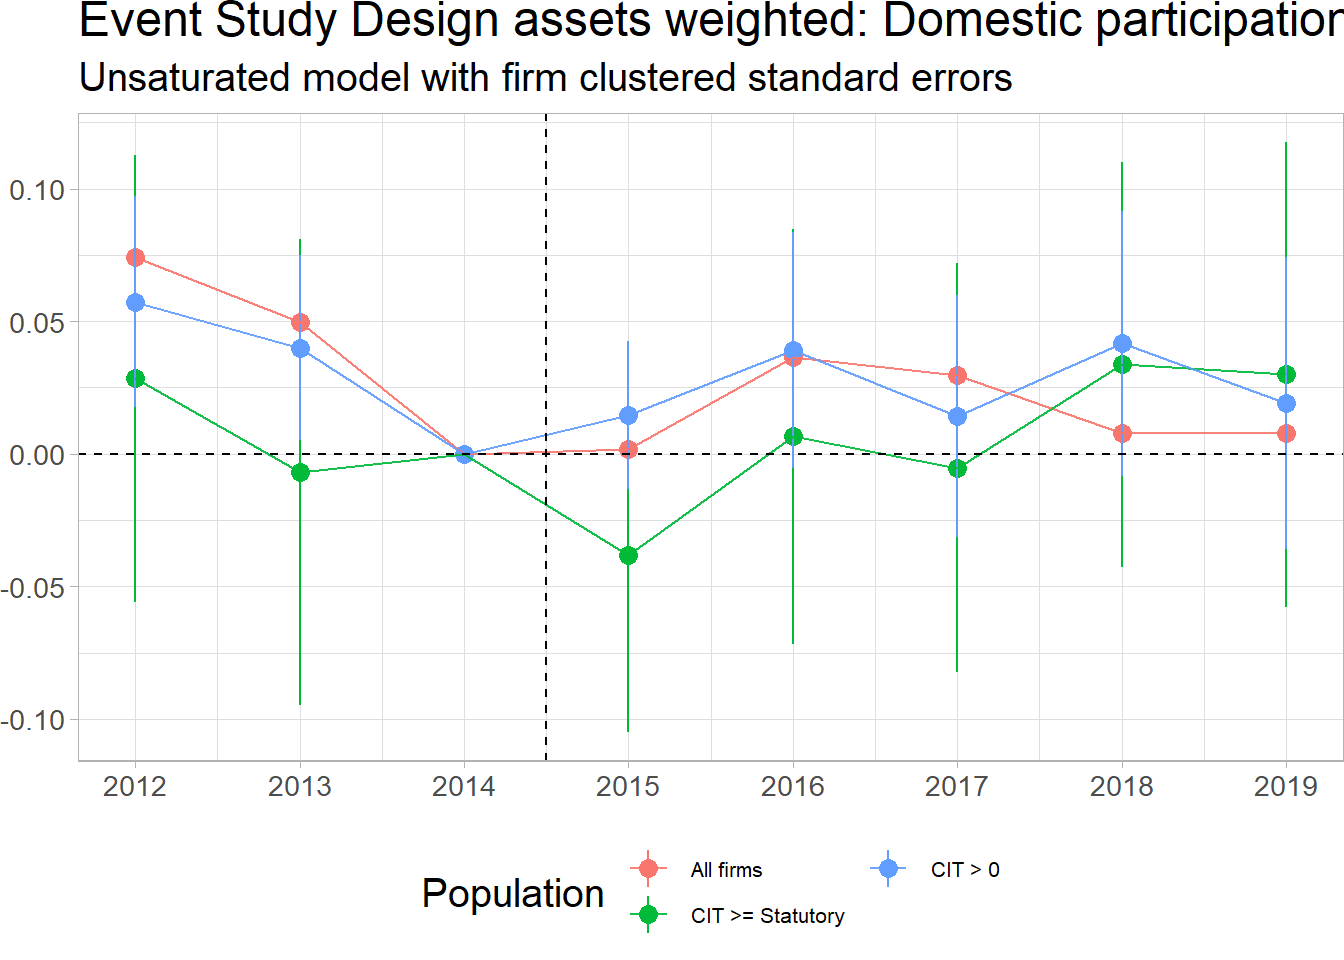 Event Study Design assets weighted: Domestic participation
Unsaturated model with firm clustered standard errors
0.10
0.05
0.00
-0.05
-0.10
2012 2013 2014 2015 2016 2017 2018 2019
Population
All firms
CIT > 0
CIT >= Statutory